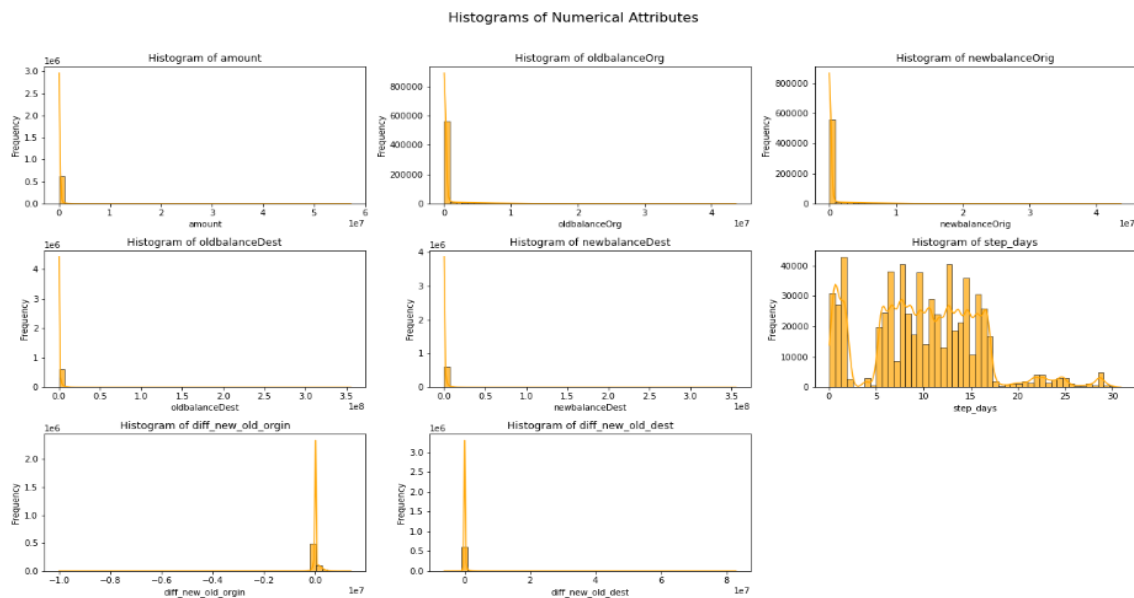 Histograms of Numerical Attributes
Histogram of amount
1e6
3.0
2.5
2.0
1.5
1.0
0.5
0.0
Frequency
0 1 2 3 4 5 6
1e7
amount
Histogram of oldbalanceOrg
800000
600000
400000
200000
0
Frequency
0 1 2 3 4
1e7
oldbalanceOrg
Histogram of newbalanceOrig
800000
600000
400000
200000
0
Frequency
0 1 2 3 4
1e7
newbalanceOrig
Histogram of oldbalanceDest
1e6
4
3
2
1
0
Frequency
0.0 0.5 1.0 1.5 2.0 2.5 3.0 3.5
1e8
oldbalanceDest
Histogram of newbalanceDest
1e6
4
3
2
1
0
Frequency
0.0 0.5 1.0 1.5 2.0 2.5 3.0 3.5
1e8
newbalanceDest
Histogram of step_days
40000
30000
20000
10000
0
Frequency
0 5 10 15 20 25 30
step_days
Histogram of diff_new_old_orgin
1e6
2.0
1.5
1.0
0.5
0.0
Frequency
−1.0 −0.8 −0.6 −0.4 −0.2 0.0
1e7
diff_new_old_orgin
Histogram of diff_new_old_dest
1e6
3.0
2.5
2.0
1.5
1.0
0.5
0.0
Frequency
0 2 4 6 8
1e7
diff_new_old_dest